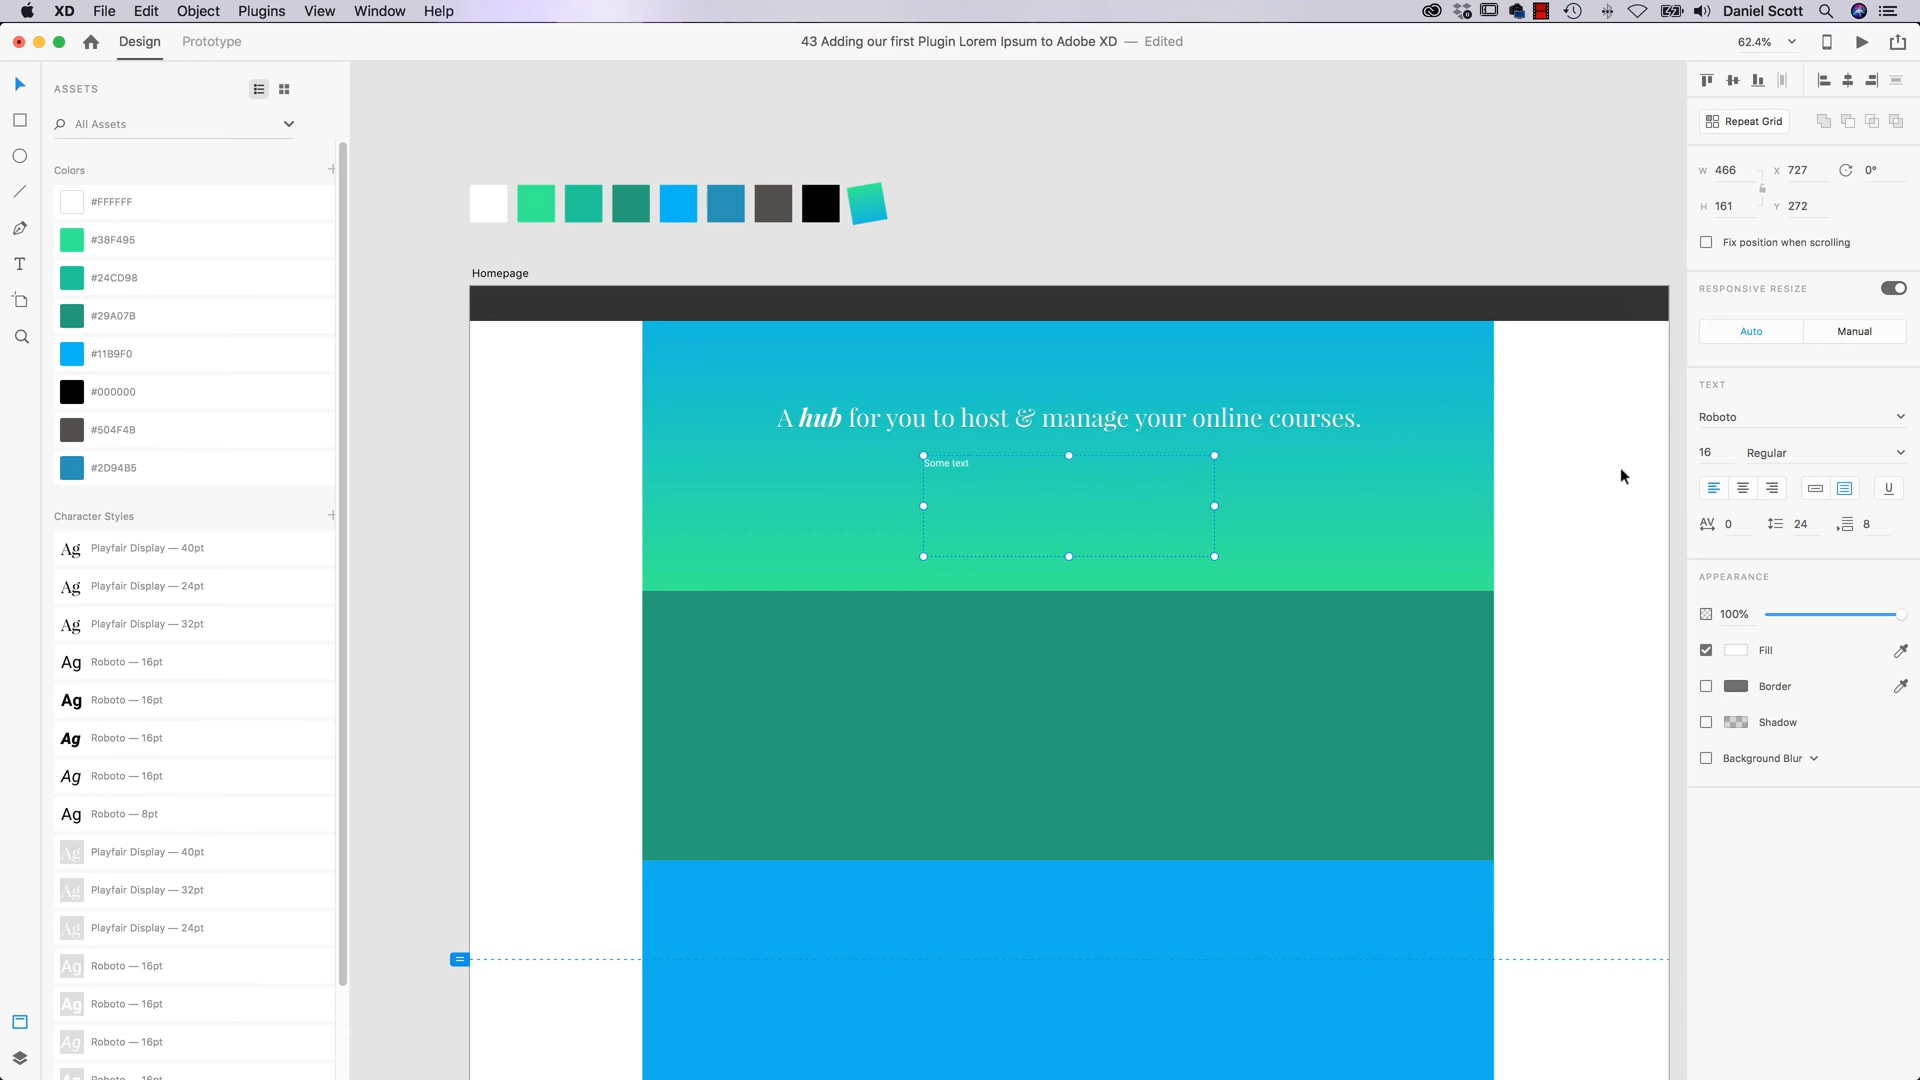 XD File Edit Object Plugins View Window Help Daniel Scott
Design Prototype 43 Adding our first Plugin Lorem Ipsum to Adobe XD — Edited 62.4%
ASSETS
All Assets
Colors
#FFFFFF
#38F495
#24CD98
#29A07B
#11B9F0
#000000
#504F4B
#2D94B5
Character Styles
Ag Playfair Display — 40pt
Ag Playfair Display — 24pt
Ag Playfair Display — 32pt
Ag Roboto — 16pt
Ag Roboto — 16pt
Ag Roboto — 16pt
Ag Roboto — 16pt
Ag Roboto — 8pt
Ag Playfair Display — 40pt
Ag Playfair Display — 32pt
Ag Playfair Display — 24pt
Ag Roboto — 16pt
Ag Roboto — 16pt
Ag Roboto — 16pt
Ag Roboto — 16pt
Homepage
A hub for you to host & manage your online courses.
Some text
Repeat Grid
W 466 X 727 0°
H 161 Y 272
Fix position when scrolling
RESPONSIVE RESIZE
Auto Manual
TEXT
Roboto
16 Regular
U
AV 0 24 8
APPEARANCE
100%
Fill
Border
Shadow
Background Blur